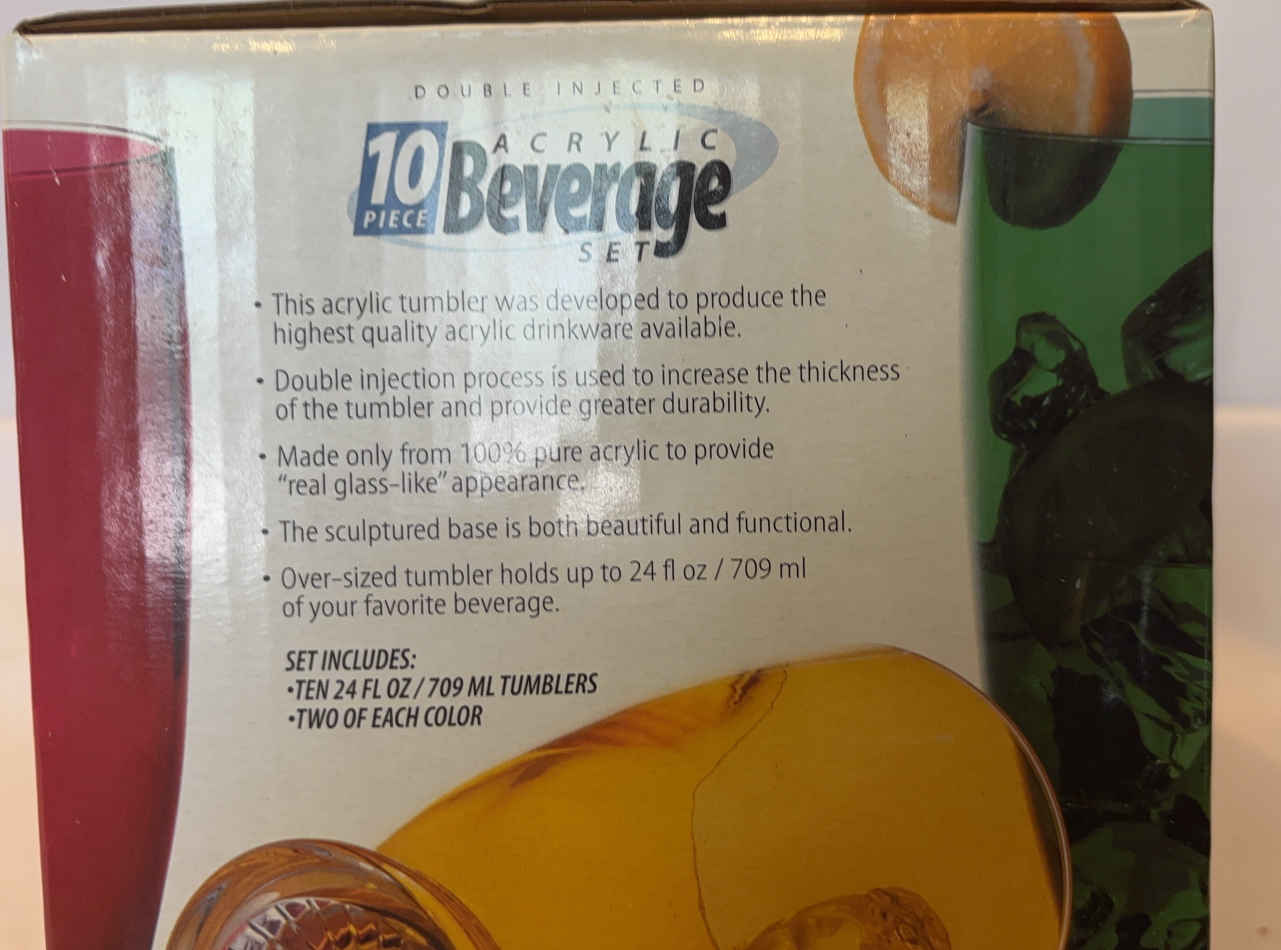 DOUBLE INJECTED
10 PIECE
ACRYLIC
Beverage
SET
• This acrylic tumbler was developed to produce the
highest quality acrylic drinkware available.
• Double injection process is used to increase the thickness
of the tumbler and provide greater durability.
• Made only from 100% pure acrylic to provide
“real glass-like” appearance.
• The sculptured base is both beautiful and functional.
• Over-sized tumbler holds up to 24 fl oz / 709 ml
of your favorite beverage.
SET INCLUDES:
•TEN 24 FL OZ / 709 ML TUMBLERS
•TWO OF EACH COLOR